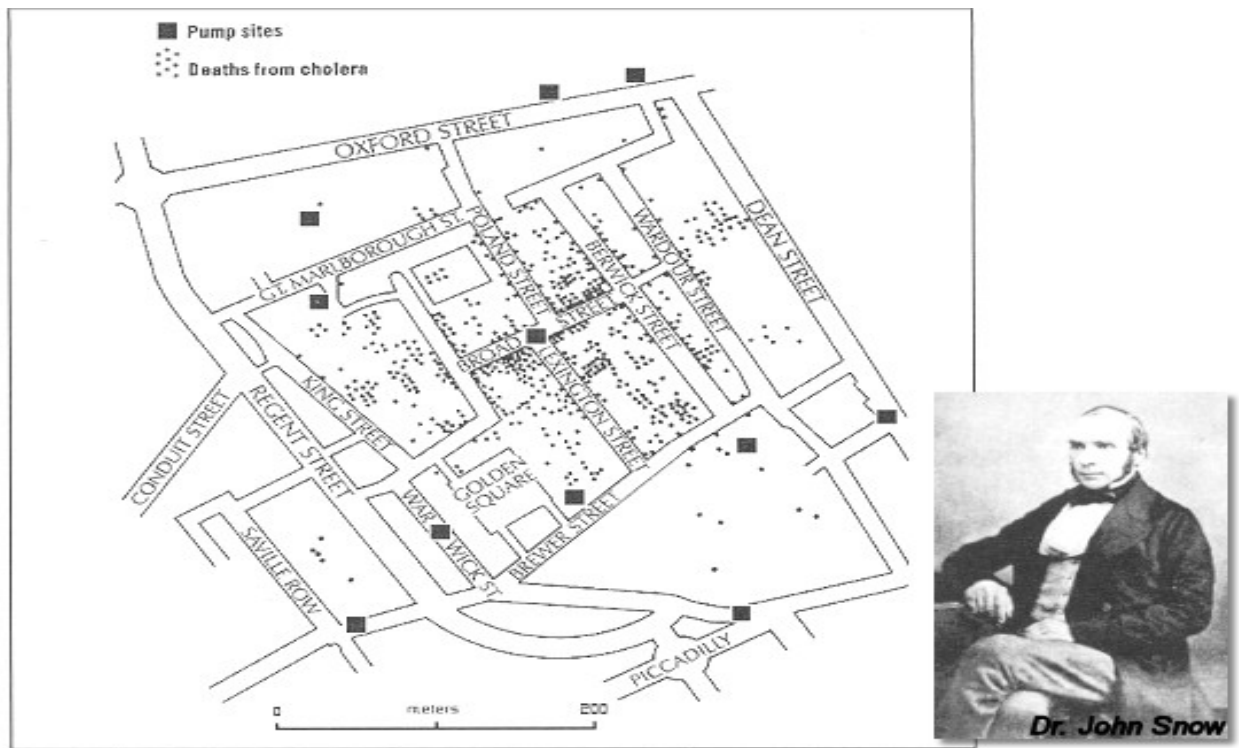 Pump sites
Deaths from cholera
OXFORD STREET
GT. MARLBOROUGH ST.
POLAND STREET
BERWICK STREET
WARDOUR STREET
DEAN STREET
BROAD STREET
LEXINGTON STREET
KING STREET
REGENT STREET
CONDUIT STREET
GOLDEN
SQUARE
WARWICK ST.
BREWER STREET
SAVILLE ROW
PICCADILLY
0 meters 200
Dr. John Snow